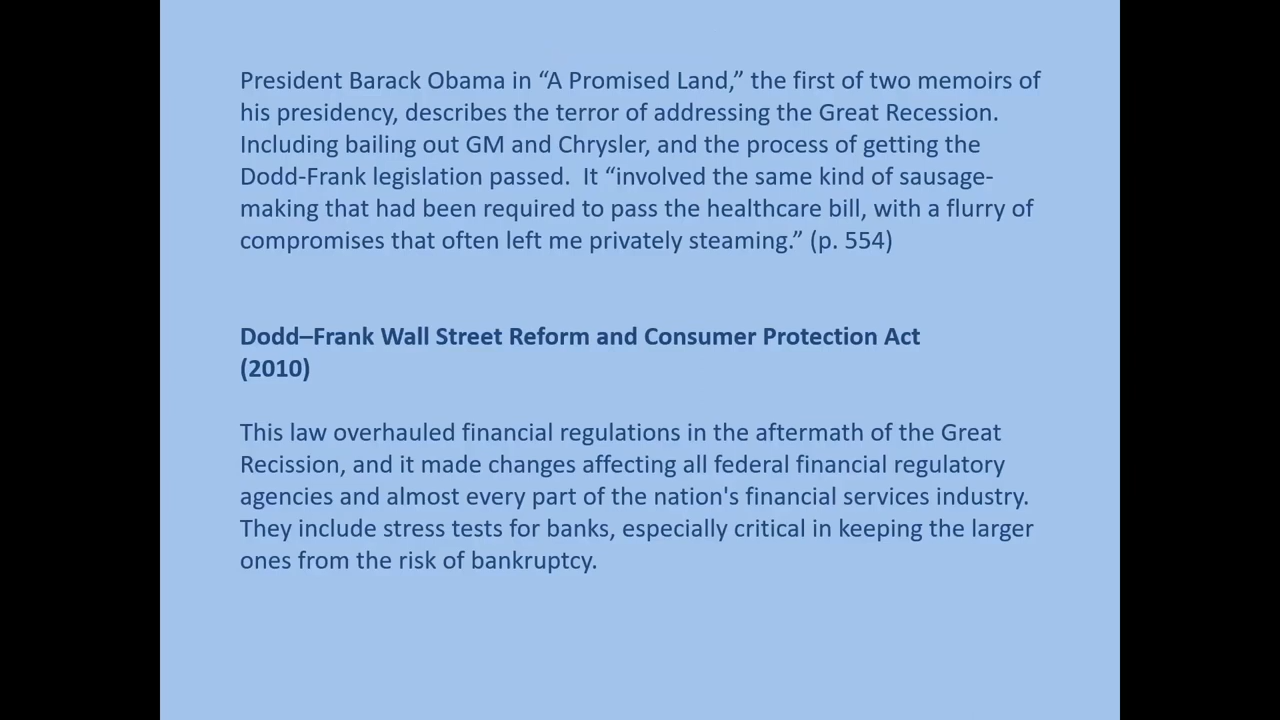 President Barack Obama in “A Promised Land,” the first of two memoirs of
his presidency, describes the terror of addressing the Great Recession.
Including bailing out GM and Chrysler, and the process of getting the
Dodd-Frank legislation passed.  It “involved the same kind of sausage-
making that had been required to pass the healthcare bill, with a flurry of
compromises that often left me privately steaming.” (p. 554)
Dodd–Frank Wall Street Reform and Consumer Protection Act
(2010)
This law overhauled financial regulations in the aftermath of the Great
Recission, and it made changes affecting all federal financial regulatory
agencies and almost every part of the nation's financial services industry.
They include stress tests for banks, especially critical in keeping the larger
ones from the risk of bankruptcy.